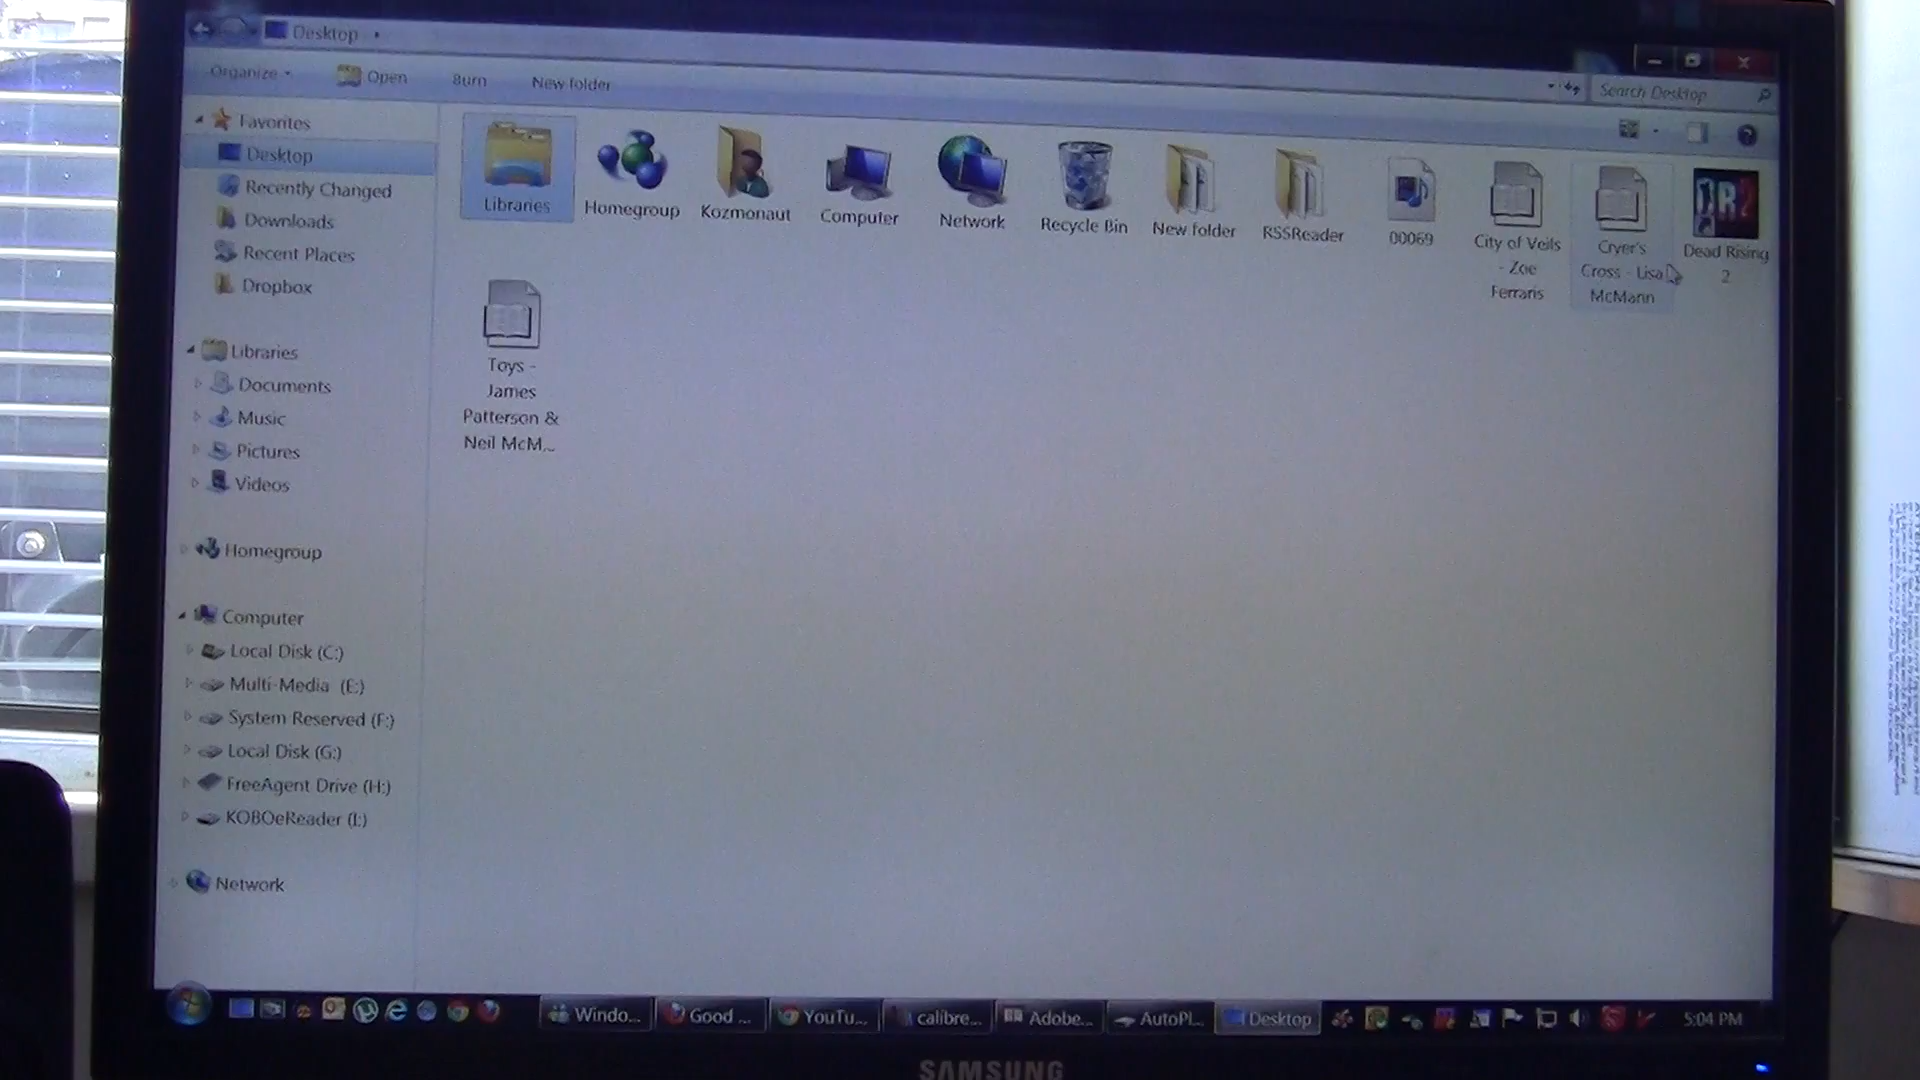 Desktop
Organize
Open
Burn
New folder
Search Desktop
Favorites
Desktop
Recently Changed
Downloads
Recent Places
Dropbox
Libraries
Documents
Music
Pictures
Videos
Homegroup
Computer
Local Disk (C:)
Multi-Media (E:)
System Reserved (F:)
Local Disk (G:)
FreeAgent Drive (H:)
KOBOeReader (I:)
Network
Libraries
Homegroup
Kozmonaut
Computer
Network
Recycle Bin
New folder
RSSReader
00069
City of Veils
- Zoe
Ferraris
Cryer's
Cross - Lisa
McMann
Dead Rising
2
Toys -
James
Patterson &
Neil McM...
Windo...
Good ...
YouTu...
calibre...
Adobe...
AutoPl...
Desktop
5:04 PM
SAMSUNG